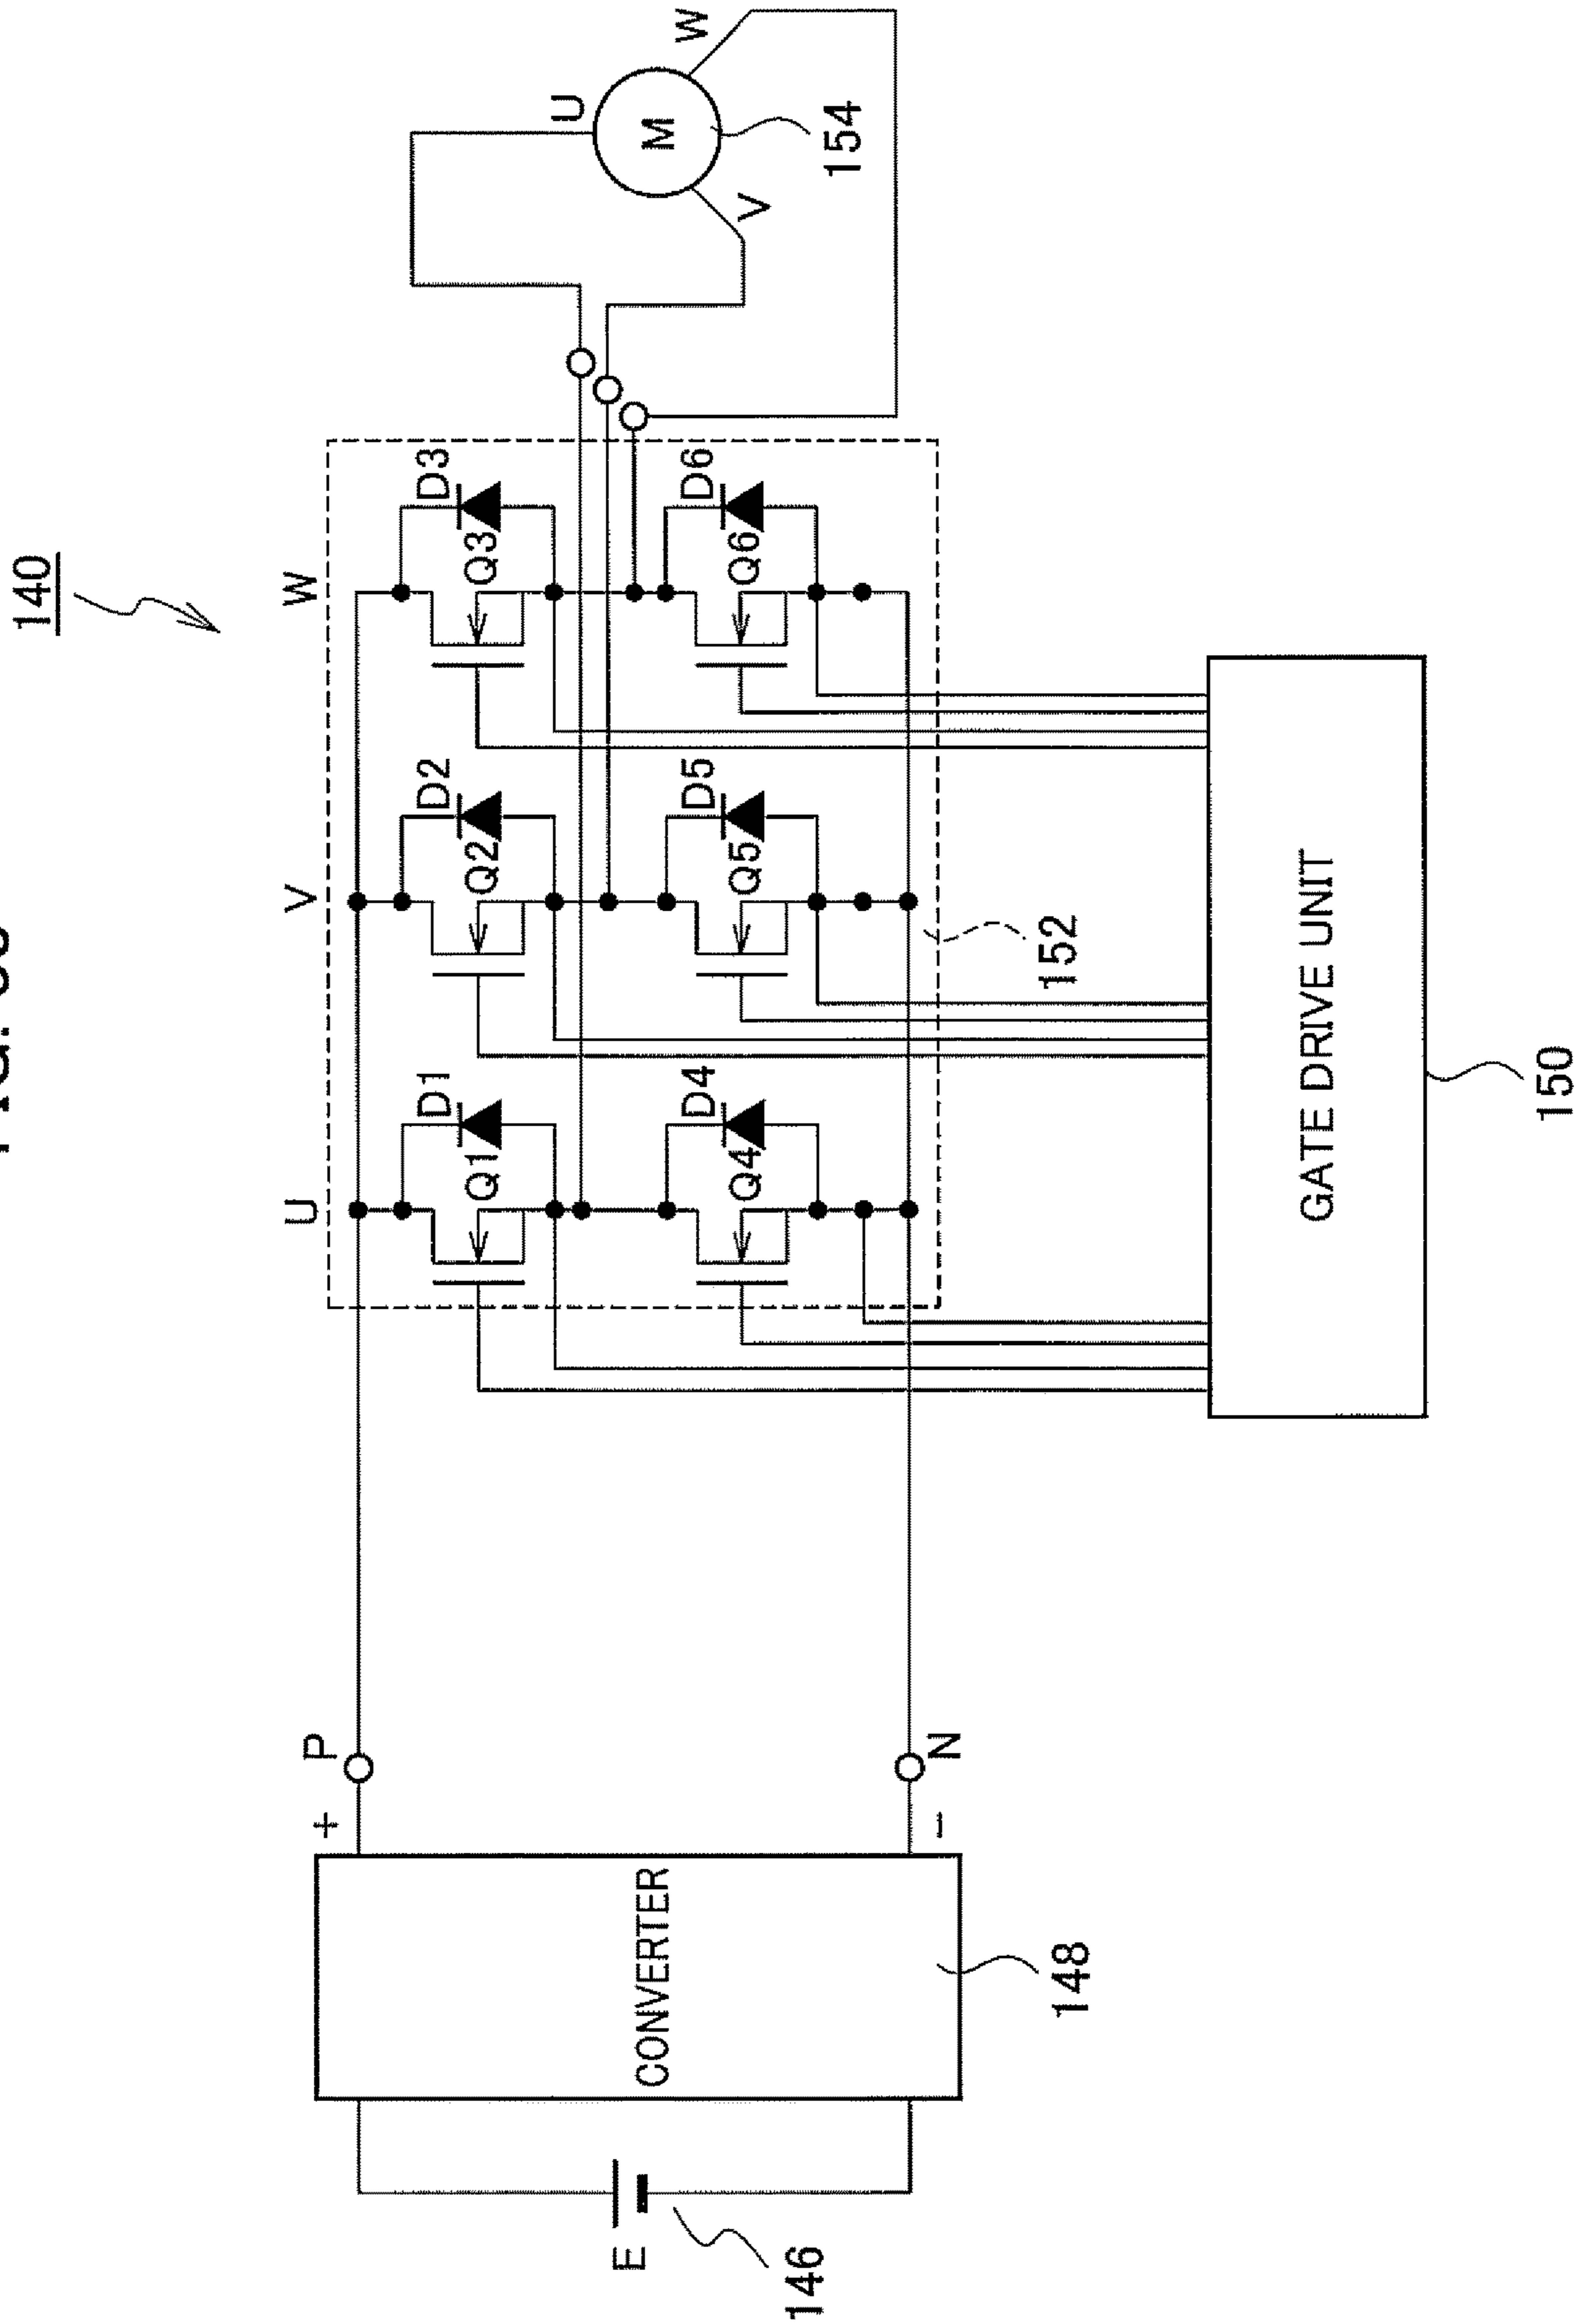 140
U
V
W
P
+
D1
D2
D3
Q1
Q2
Q3
U
E
CONVERTER
M
W
D4
D5
D6
Q4
Q5
Q6
V
146
154
−
N
148
152
GATE DRIVE UNIT
150